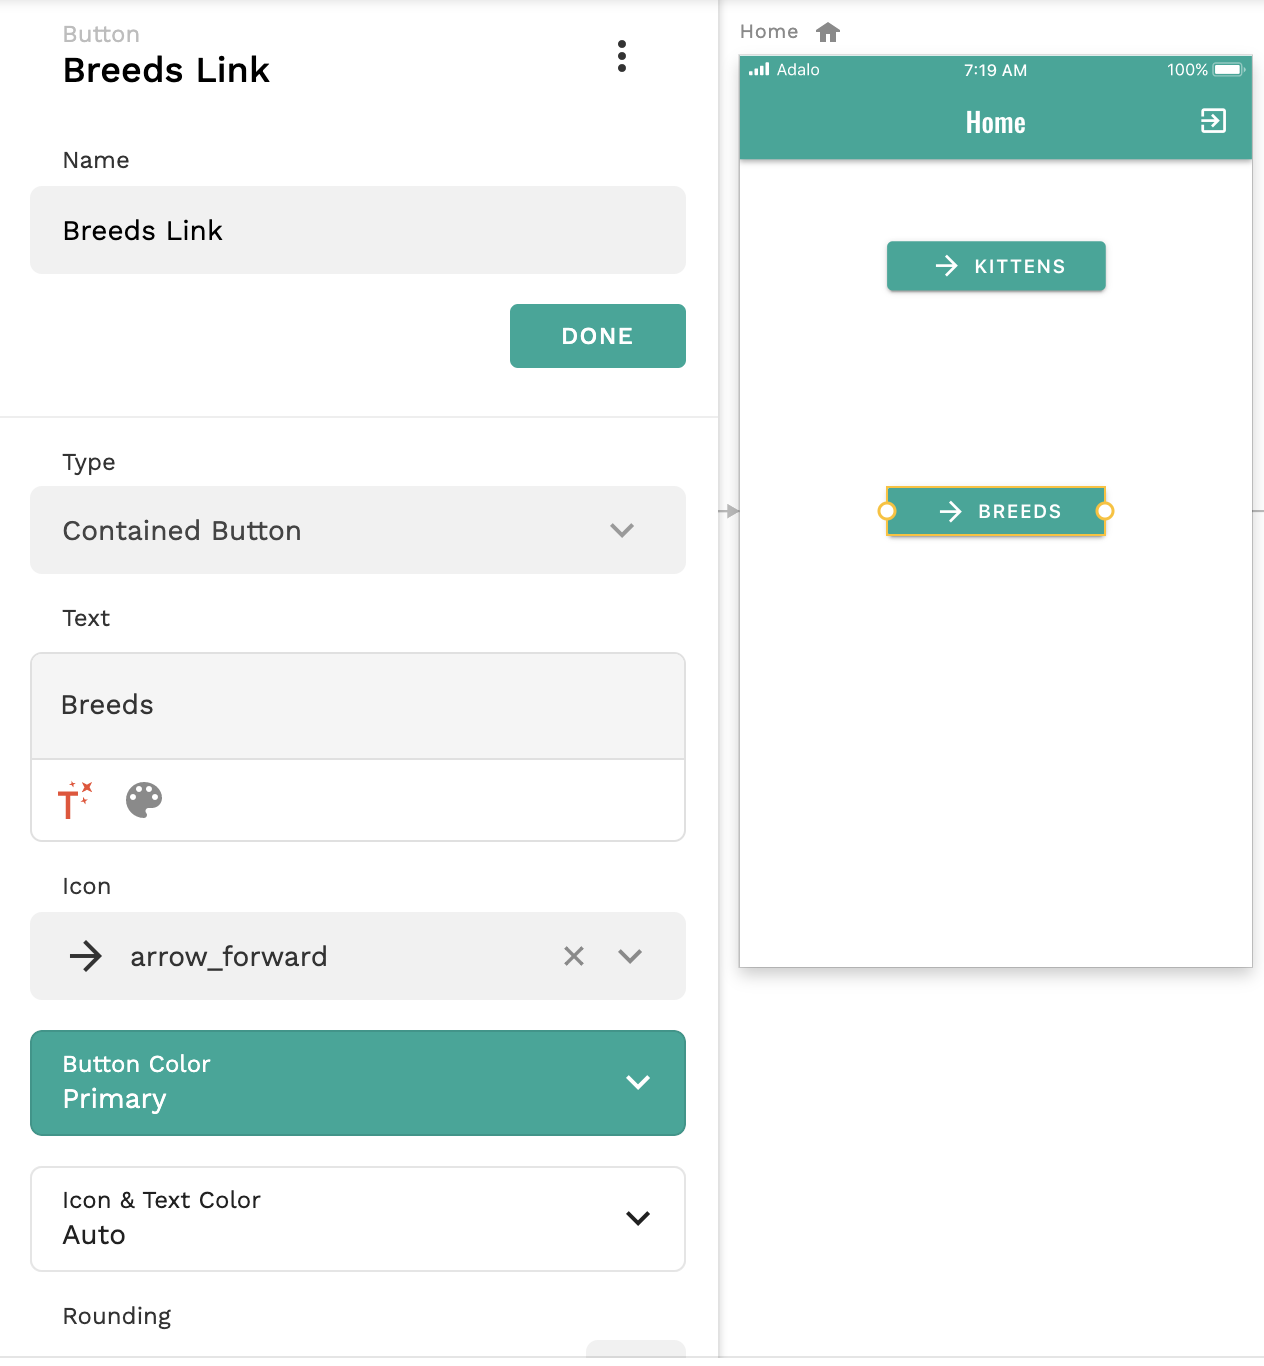 Button
Breeds Link
Name
Breeds Link
DONE
Type
Contained Button
Text
Breeds
T
Icon
arrow_forward
Button Color
Primary
Icon & Text Color
Auto
Rounding
Home
Adalo 7:19 AM 100%
Home
KITTENS
BREEDS